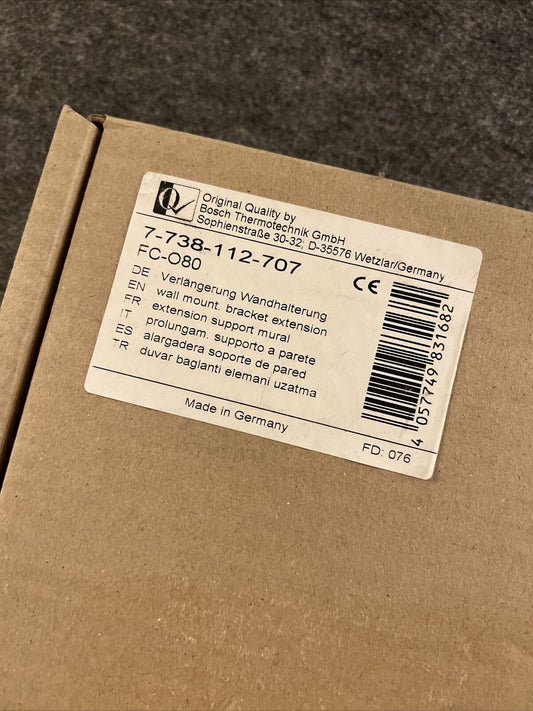 Original Quality by
Bosch Thermotechnik GmbH
Sophienstraße 30-32; D-35576 Wetzlar/Germany
7-738-112-707
FC-O80
CE
DE Verlängerung Wandhalterung
EN wall mount. bracket extension
FR extension support mural
IT prolungam. supporto a parete
ES alargadera soporte de pared
TR duvar baglanti elemani uzatma
4 057749 831682
Made in Germany
FD: 076